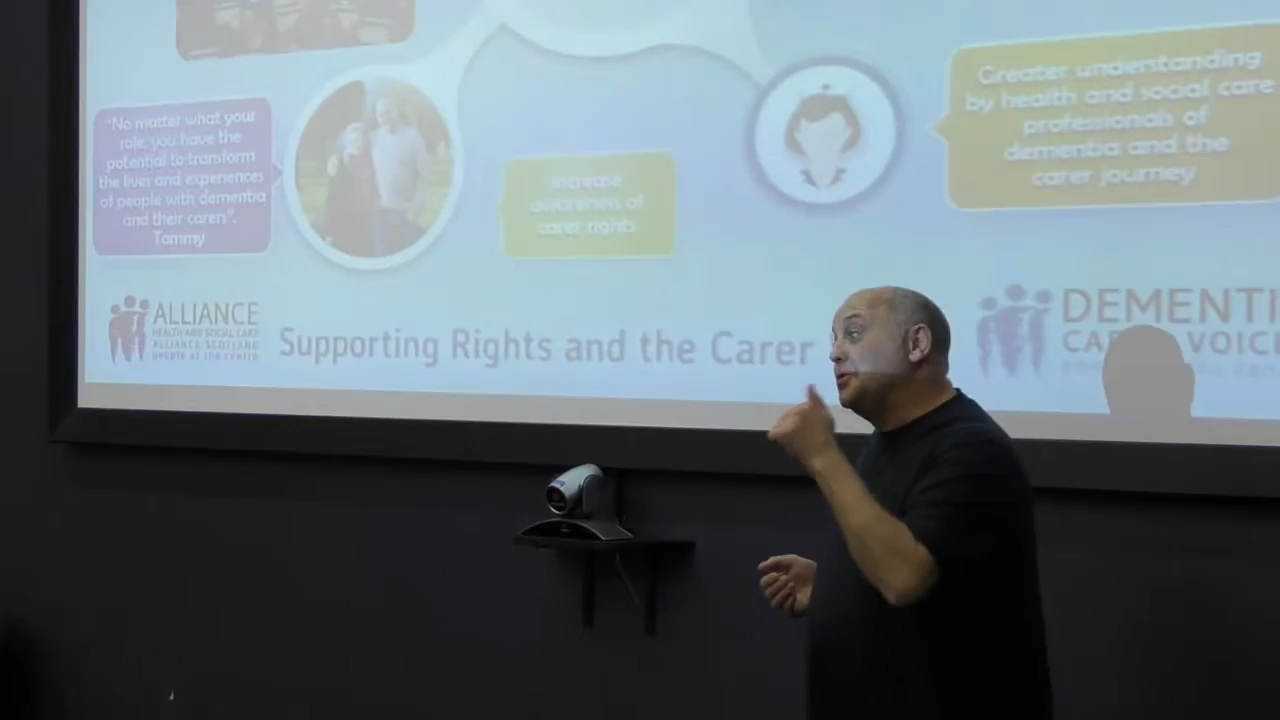 "No matter what your
role, you have the
potential to transform
the lives and experiences
of people with dementia
and their carers".
Tommy
Increase
awareness of
carer rights
Greater understanding
by health and social care
professionals of
dementia and the
carer journey
ALLIANCE
HEALTH AND SOCIAL CARE
ALLIANCE SCOTLAND
people at the centre
Supporting Rights and the Carer
DEMENTI
CA VOIC